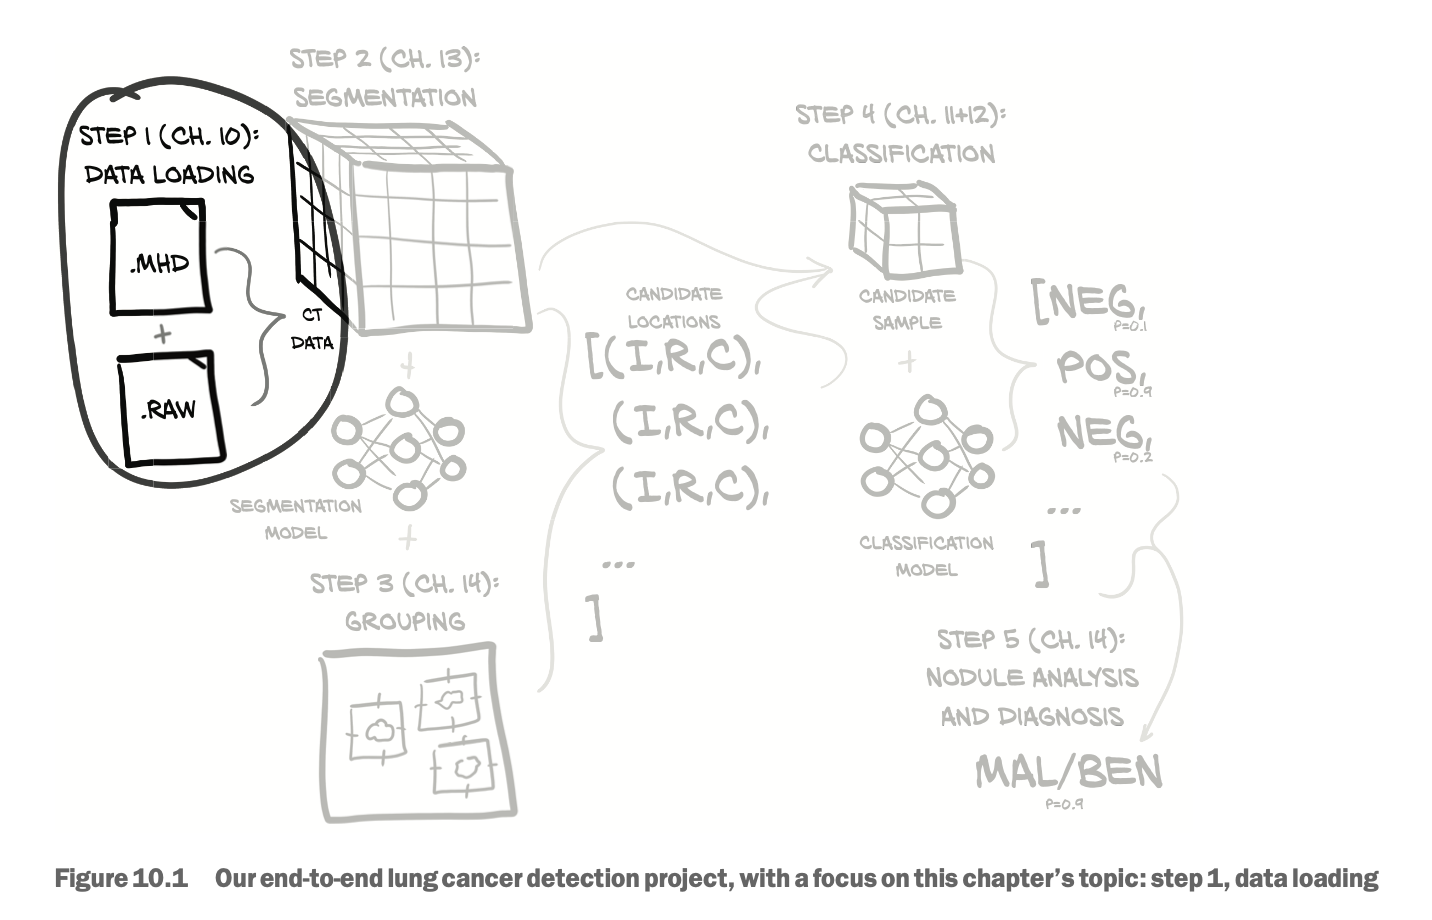 STEP 2 (CH. 13):
SEGMENTATION
STEP 1 (CH. 10):
DATA LOADING
.MHD
+
.RAW
CT
DATA
+
SEGMENTATION
MODEL
+
STEP 3 (CH. 14):
GROUPING
CANDIDATE
LOCATIONS
[(I,R,C),
(I,R,C),
(I,R,C),
...
]
STEP 4 (CH. 11+12):
CLASSIFICATION
CANDIDATE
SAMPLE
+
CLASSIFICATION
MODEL
[NEG,
P=0.1
POS,
P=0.9
NEG,
P=0.2
...
]
STEP 5 (CH. 14):
NODULE ANALYSIS
AND DIAGNOSIS
MAL/BEN
P=0.9
Figure 10.1 Our end-to-end lung cancer detection project, with a focus on this chapter's topic: step 1, data loading